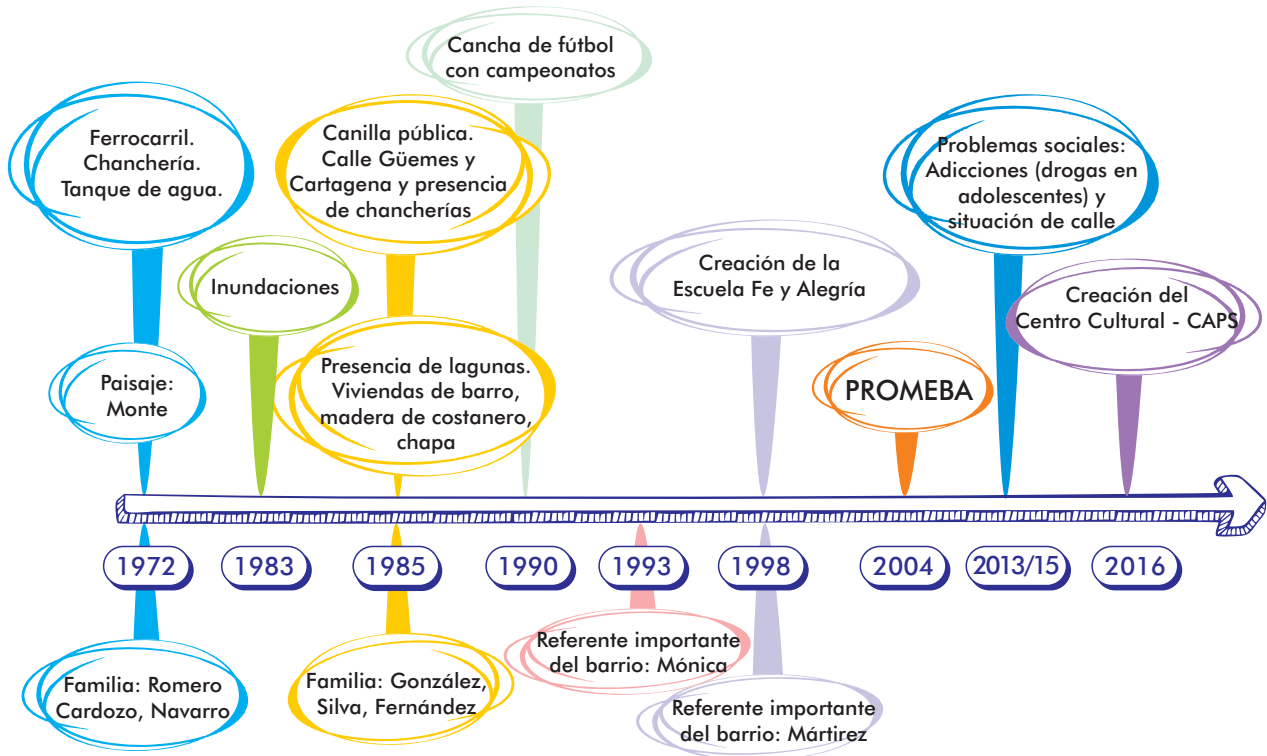 Cancha de fútbol
con campeonatos
Ferrocarril.
Chanchería.
Tanque de agua.
Canilla pública.
Calle Güemes y
Cartagena y presencia
de chancherías
Problemas sociales:
Adicciones (drogas en
adolescentes) y
situación de calle
Inundaciones
Creación de la
Escuela Fe y Alegría
Creación del
Centro Cultural - CAPS
Paisaje:
Monte
Presencia de lagunas.
Viviendas de barro,
madera de costanero,
chapa
PROMEBA
1972
1983
1985
1990
1993
1998
2004
2013/15
2016
Familia: Romero
Cardozo, Navarro
Familia: González,
Silva, Fernández
Referente importante
del barrio: Mónica
Referente importante
del barrio: Mártirez